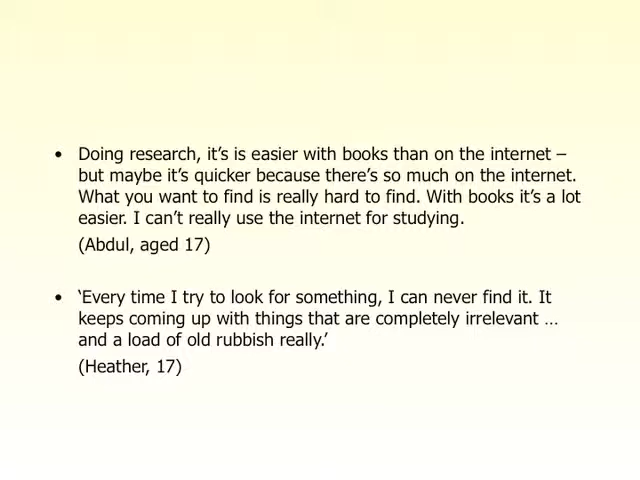 • Doing research, it’s is easier with books than on the internet –
but maybe it’s quicker because there’s so much on the internet.
What you want to find is really hard to find. With books it’s a lot
easier. I can’t really use the internet for studying.
(Abdul, aged 17)
• ‘Every time I try to look for something, I can never find it. It
keeps coming up with things that are completely irrelevant …
and a load of old rubbish really.’
(Heather, 17)